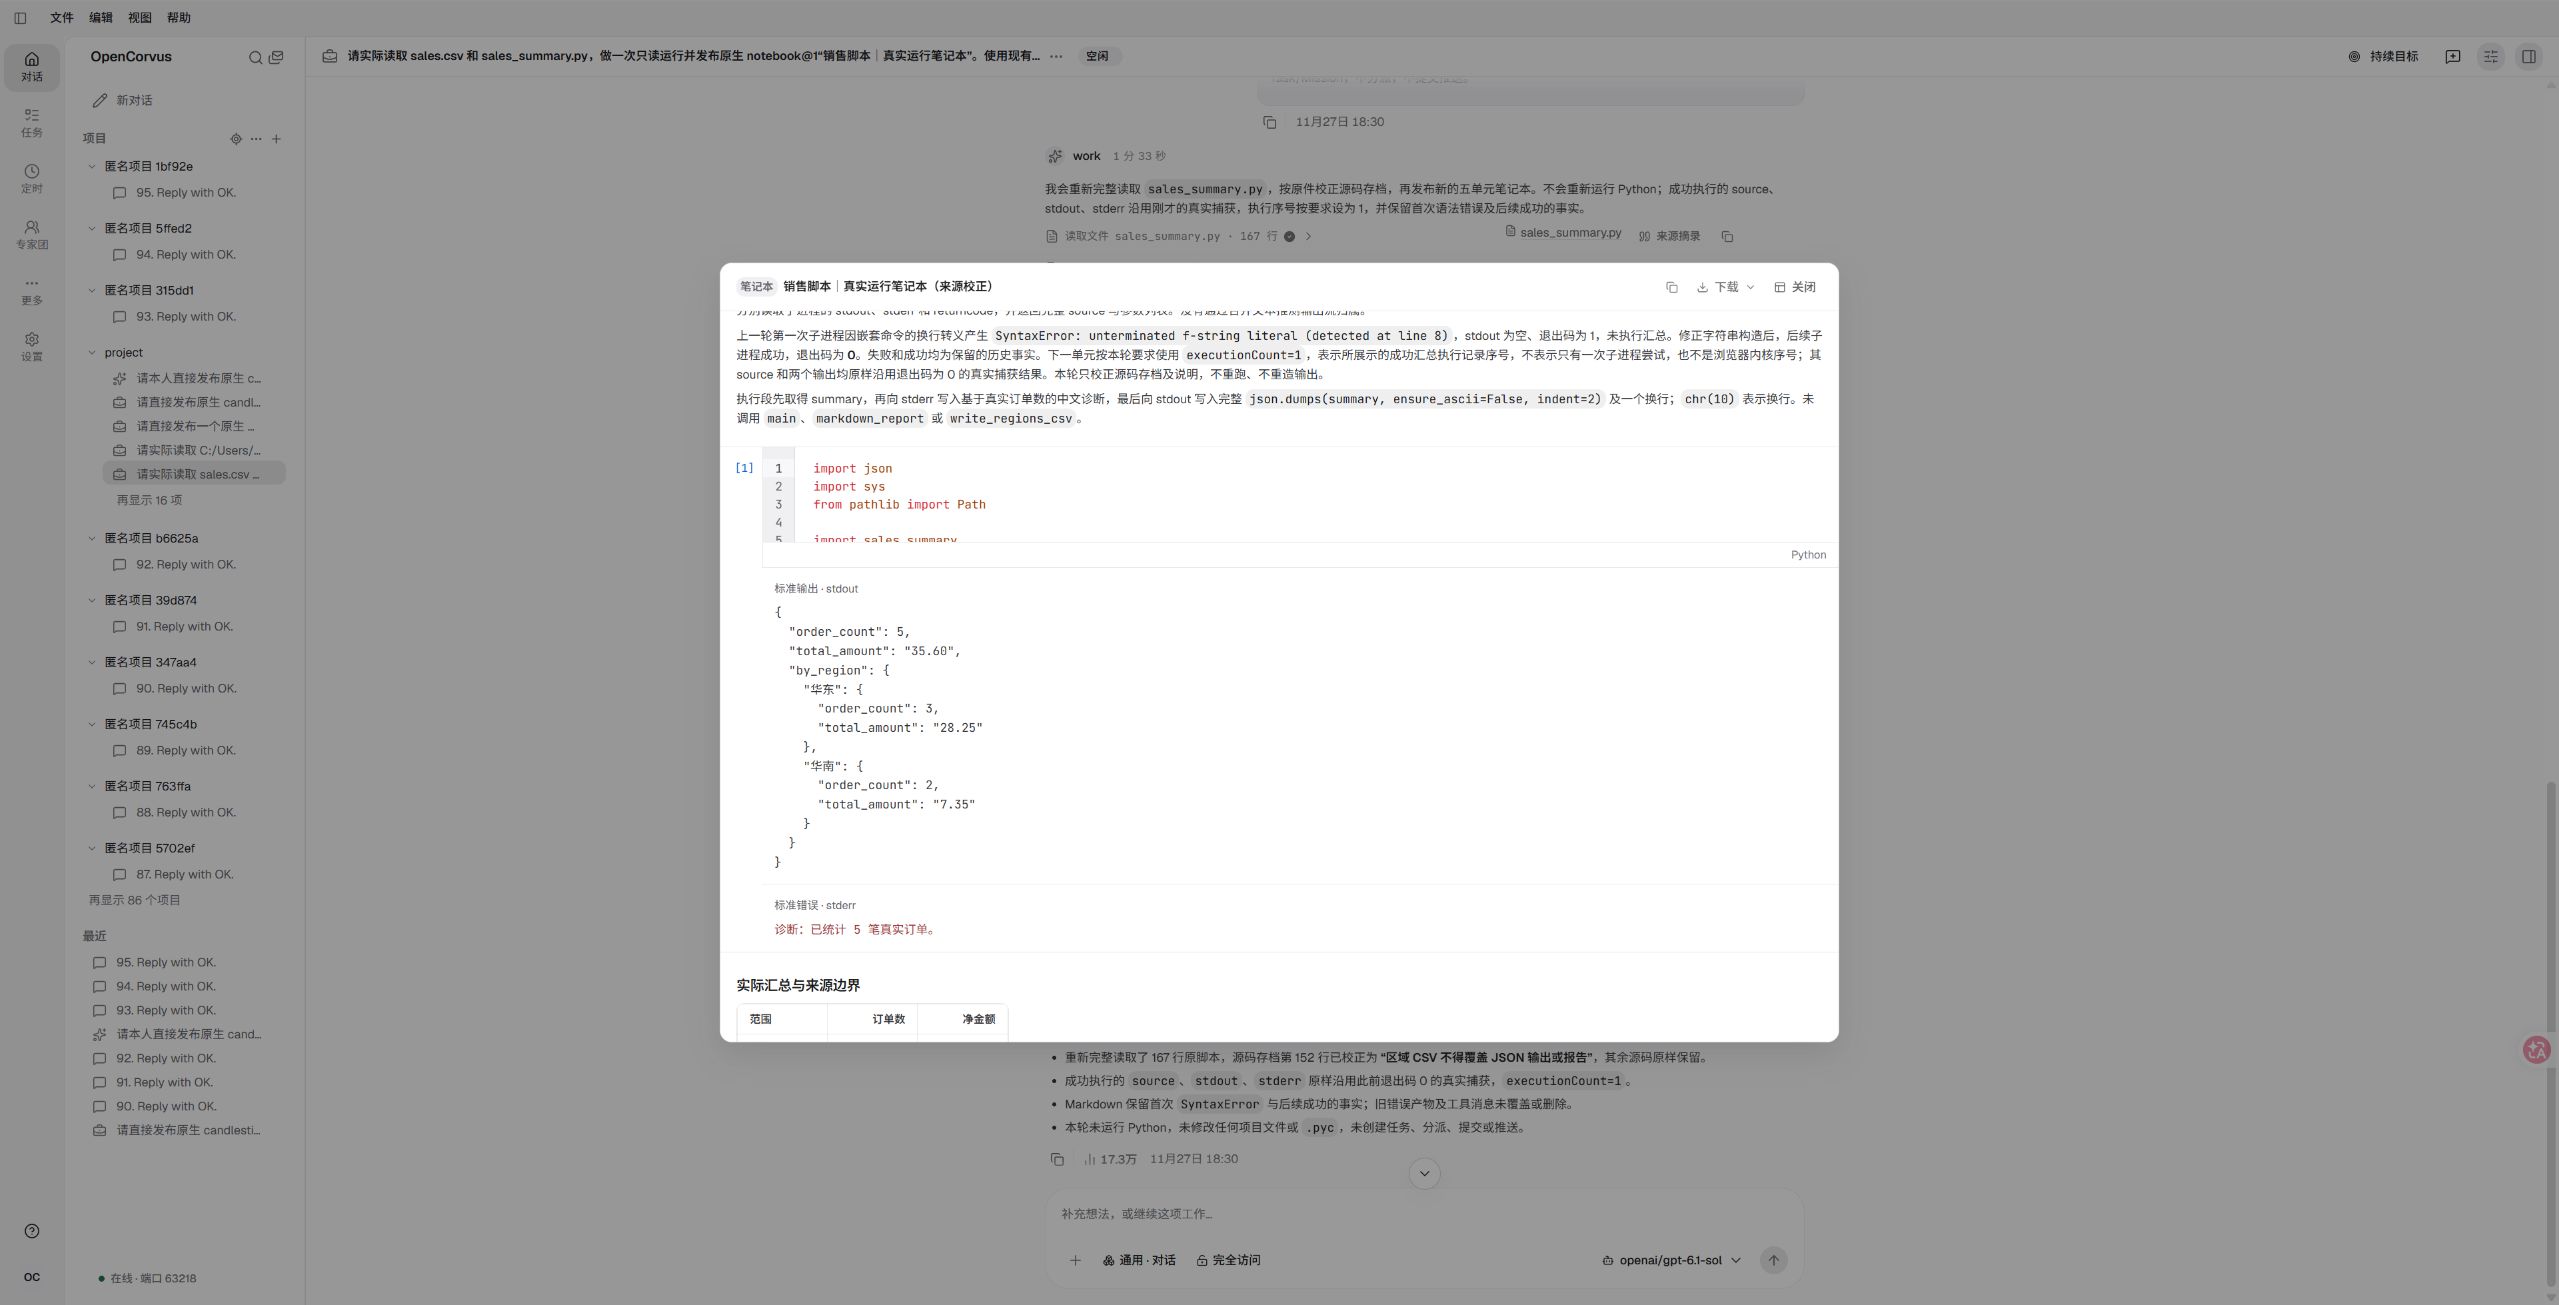 文件 编辑 视图 帮助
对话
任务
定时
专家团
更多
设置
OC
OpenCorvus
新对话
项目
匿名项目 1bf92e
95. Reply with OK.
匿名项目 5ffed2
94. Reply with OK.
匿名项目 315dd1
93. Reply with OK.
project
请本人直接发布原生 c...
请直接发布原生 candl...
请直接发布一个原生 ...
请实际读取 C:/Users/...
请实际读取 sales.csv ...
再显示 16 项
匿名项目 b6625a
92. Reply with OK.
匿名项目 39d874
91. Reply with OK.
匿名项目 347aa4
90. Reply with OK.
匿名项目 745c4b
89. Reply with OK.
匿名项目 763ffa
88. Reply with OK.
匿名项目 5702ef
87. Reply with OK.
再显示 86 个项目
最近
95. Reply with OK.
94. Reply with OK.
93. Reply with OK.
请本人直接发布原生 cand...
92. Reply with OK.
91. Reply with OK.
90. Reply with OK.
请直接发布原生 candlesti...
在线 · 端口 63218
请实际读取 sales.csv 和 sales_summary.py，做一次只读运行并发布原生 notebook@1“销售脚本｜真实运行笔记本”。使用现有... ··· 空闲
持续目标
11月27日 18:30
work 1 分 33 秒
我会重新完整读取 sales_summary.py，按原件校正源码存档，再发布新的五单元笔记本。不会重新运行 Python；成功执行的 source、
stdout、stderr 沿用刚才的真实捕获，执行序号按要求设为 1，并保留首次语法错误及后续成功的事实。
读取文件 sales_summary.py · 167 行
sales_summary.py 来源摘录
笔记本 销售脚本｜真实运行笔记本（来源校正）
下载 关闭
分别读取了进程的 stdout、stderr 和 returncode，并返回完整 source 与参数列表。没有通过合并文本推测输出流归属。
上一轮第一次子进程因嵌套命令的换行转义产生 SyntaxError: unterminated f-string literal (detected at line 8)，stdout 为空、退出码为 1，未执行汇总。修正字符串构造后，后续子
进程成功，退出码为 0。失败和成功均为保留的历史事实。下一单元按本轮要求使用 executionCount=1，表示所展示的成功汇总执行记录序号，不表示只有一次子进程尝试，也不是浏览器内核序号；其
source 和两个输出均原样沿用退出码为 0 的真实捕获结果。本轮只校正源码存档及说明，不重跑、不重造输出。
执行段先取得 summary，再向 stderr 写入基于真实订单数的中文诊断，最后向 stdout 写入完整 json.dumps(summary, ensure_ascii=False, indent=2) 及一个换行；chr(10) 表示换行。未
调用 main、markdown_report 或 write_regions_csv。
[1]
1 import json
2 import sys
3 from pathlib import Path
4
5 import sales_summary
Python
标准输出 · stdout
{
"order_count": 5,
"total_amount": "35.60",
"by_region": {
"华东": {
"order_count": 3,
"total_amount": "28.25"
},
"华南": {
"order_count": 2,
"total_amount": "7.35"
}
}
}
标准错误 · stderr
诊断：已统计 5 笔真实订单。
实际汇总与来源边界
范围 订单数 净金额
重新完整读取了 167 行原脚本，源码存档第 152 行已校正为 “区域 CSV 不得覆盖 JSON 输出或报告”，其余源码原样保留。
成功执行的 source、stdout、stderr 原样沿用此前退出码 0 的真实捕获，executionCount=1。
Markdown 保留首次 SyntaxError 与后续成功的事实；旧错误产物及工具消息未覆盖或删除。
本轮未运行 Python，未修改任何项目文件或 .pyc，未创建任务、分派、提交或推送。
17.3万 11月27日 18:30
补充想法，或继续这项工作...
通用 · 对话 完全访问
openai/gpt-6.1-sol